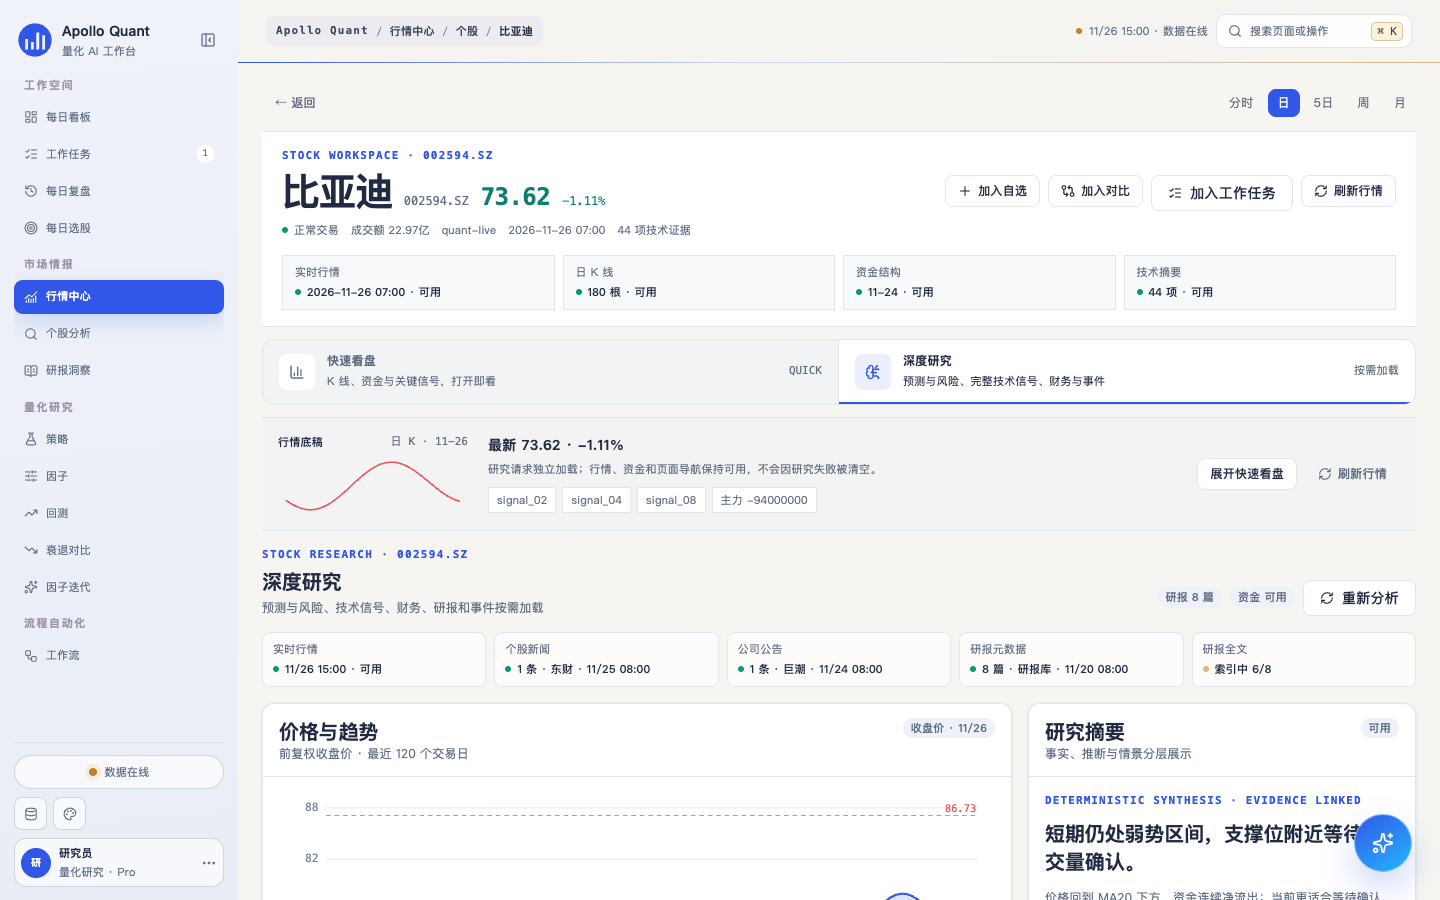 Apollo Quant
量化 AI 工作台
工作空间
每日看板
工作任务
1
每日复盘
每日选股
市场情报
行情中心
个股分析
研报洞察
量化研究
策略
因子
回测
衰退对比
因子迭代
流程自动化
工作流
数据在线
研
研究员
量化研究 · Pro
Apollo Quant / 行情中心 / 个股 / 比亚迪
11/26 15:00 · 数据在线
搜索页面或操作
⌘ K
← 返回
分时
日
5日
周
月
STOCK WORKSPACE · 002594.SZ
比亚迪 002594.SZ 73.62 -1.11%
正常交易 成交额 22.97亿 quant-live 2026-11-26 07:00 44 项技术证据
加入自选
加入对比
加入工作任务
刷新行情
实时行情
2026-11-26 07:00 · 可用
日 K 线
180 根 · 可用
资金结构
11-24 · 可用
技术摘要
44 项 · 可用
快速看盘
K 线、资金与关键信号，打开即看
QUICK
深度研究
预测与风险、完整技术信号、财务与事件
按需加载
行情底稿
日 K · 11-26
最新 73.62 · -1.11%
研究请求独立加载；行情、资金和页面导航保持可用，不会因研究失败被清空。
signal_02
signal_04
signal_08
主力 -94000000
展开快速看盘
刷新行情
STOCK RESEARCH · 002594.SZ
深度研究
预测与风险、技术信号、财务、研报和事件按需加载
研报 8 篇
资金 可用
重新分析
实时行情
11/26 15:00 · 可用
个股新闻
1 条 · 东财 · 11/25 08:00
公司公告
1 条 · 巨潮 · 11/24 08:00
研报元数据
8 篇 · 研报库 · 11/20 08:00
研报全文
索引中 6/8
价格与趋势
前复权收盘价 · 最近 120 个交易日
收盘价 · 11/26
88
86.73
82
研究摘要
事实、推断与情景分层展示
可用
DETERMINISTIC SYNTHESIS · EVIDENCE LINKED
短期仍处弱势区间，支撑位附近等待
交量确认。
价格回到 MA20 下方，资金连续净流出；当前更适合等待确认